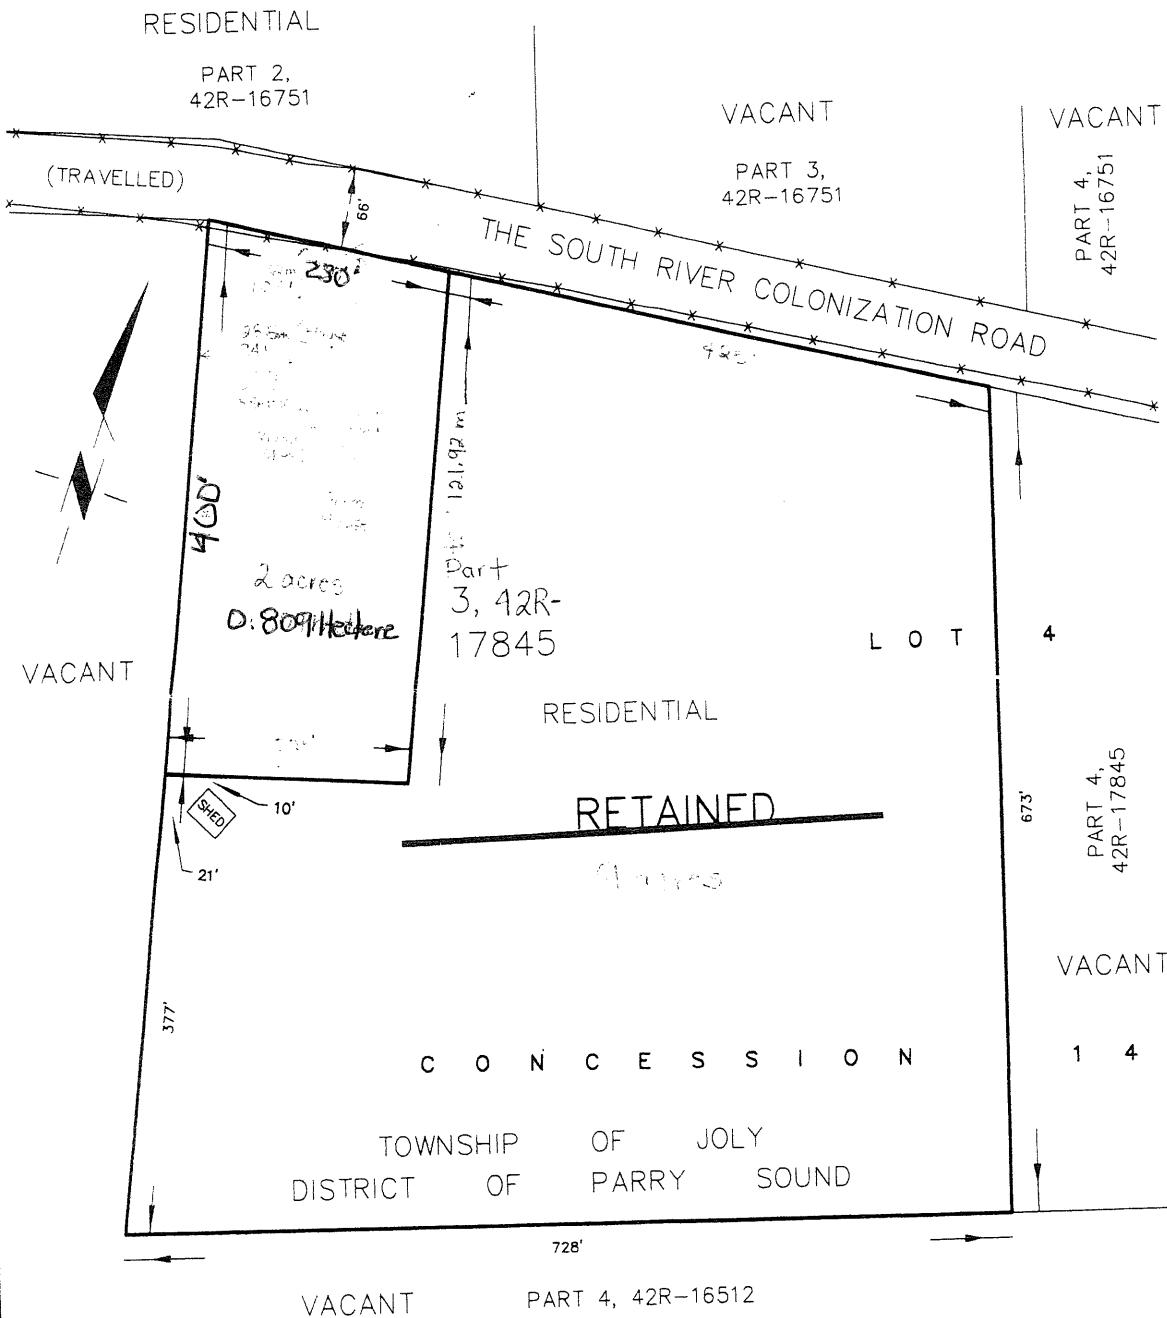 RESIDENTIAL
PART 2,
42R-16751
VACANT
VACANT
PART 3,
42R-16751
PART 4,
42R-16751
(TRAVELLED)
66'
THE SOUTH RIVER COLONIZATION ROAD
230'
425'
121.92 m
400'
2 acres
0.809 Hectare
Part
3, 42R-
17845
LOT 4
VACANT
RESIDENTIAL
SHED
10'
21'
RETAINED
9 acres
673'
PART 4,
42R-17845
VACANT
377'
CONCESSION 14
TOWNSHIP OF JOLY
DISTRICT OF PARRY SOUND
728'
VACANT
PART 4, 42R-16512